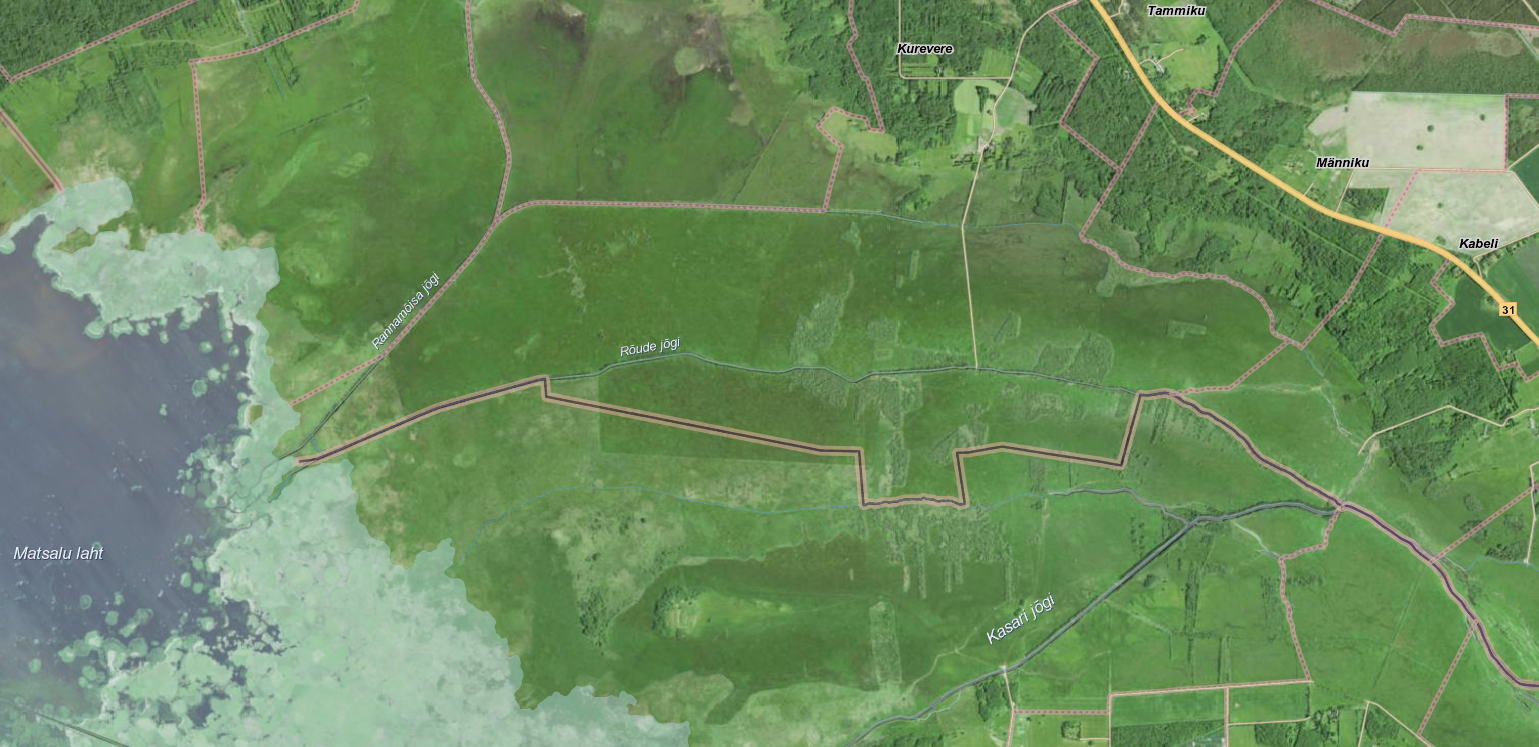 Tammiku
Kurevere
Männiku
Kabeli
31
Rannamõisa jõgi
Rõude jõgi
Matsalu laht
Kasari jõgi